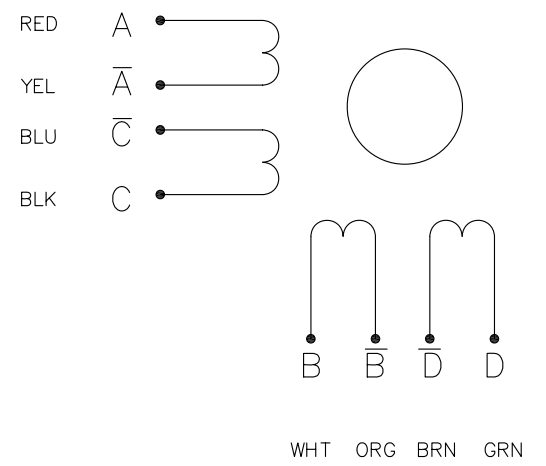 RED A
YEL A̅
BLU C̅
BLK C
B B̅ D̅ D
WHT ORG BRN GRN